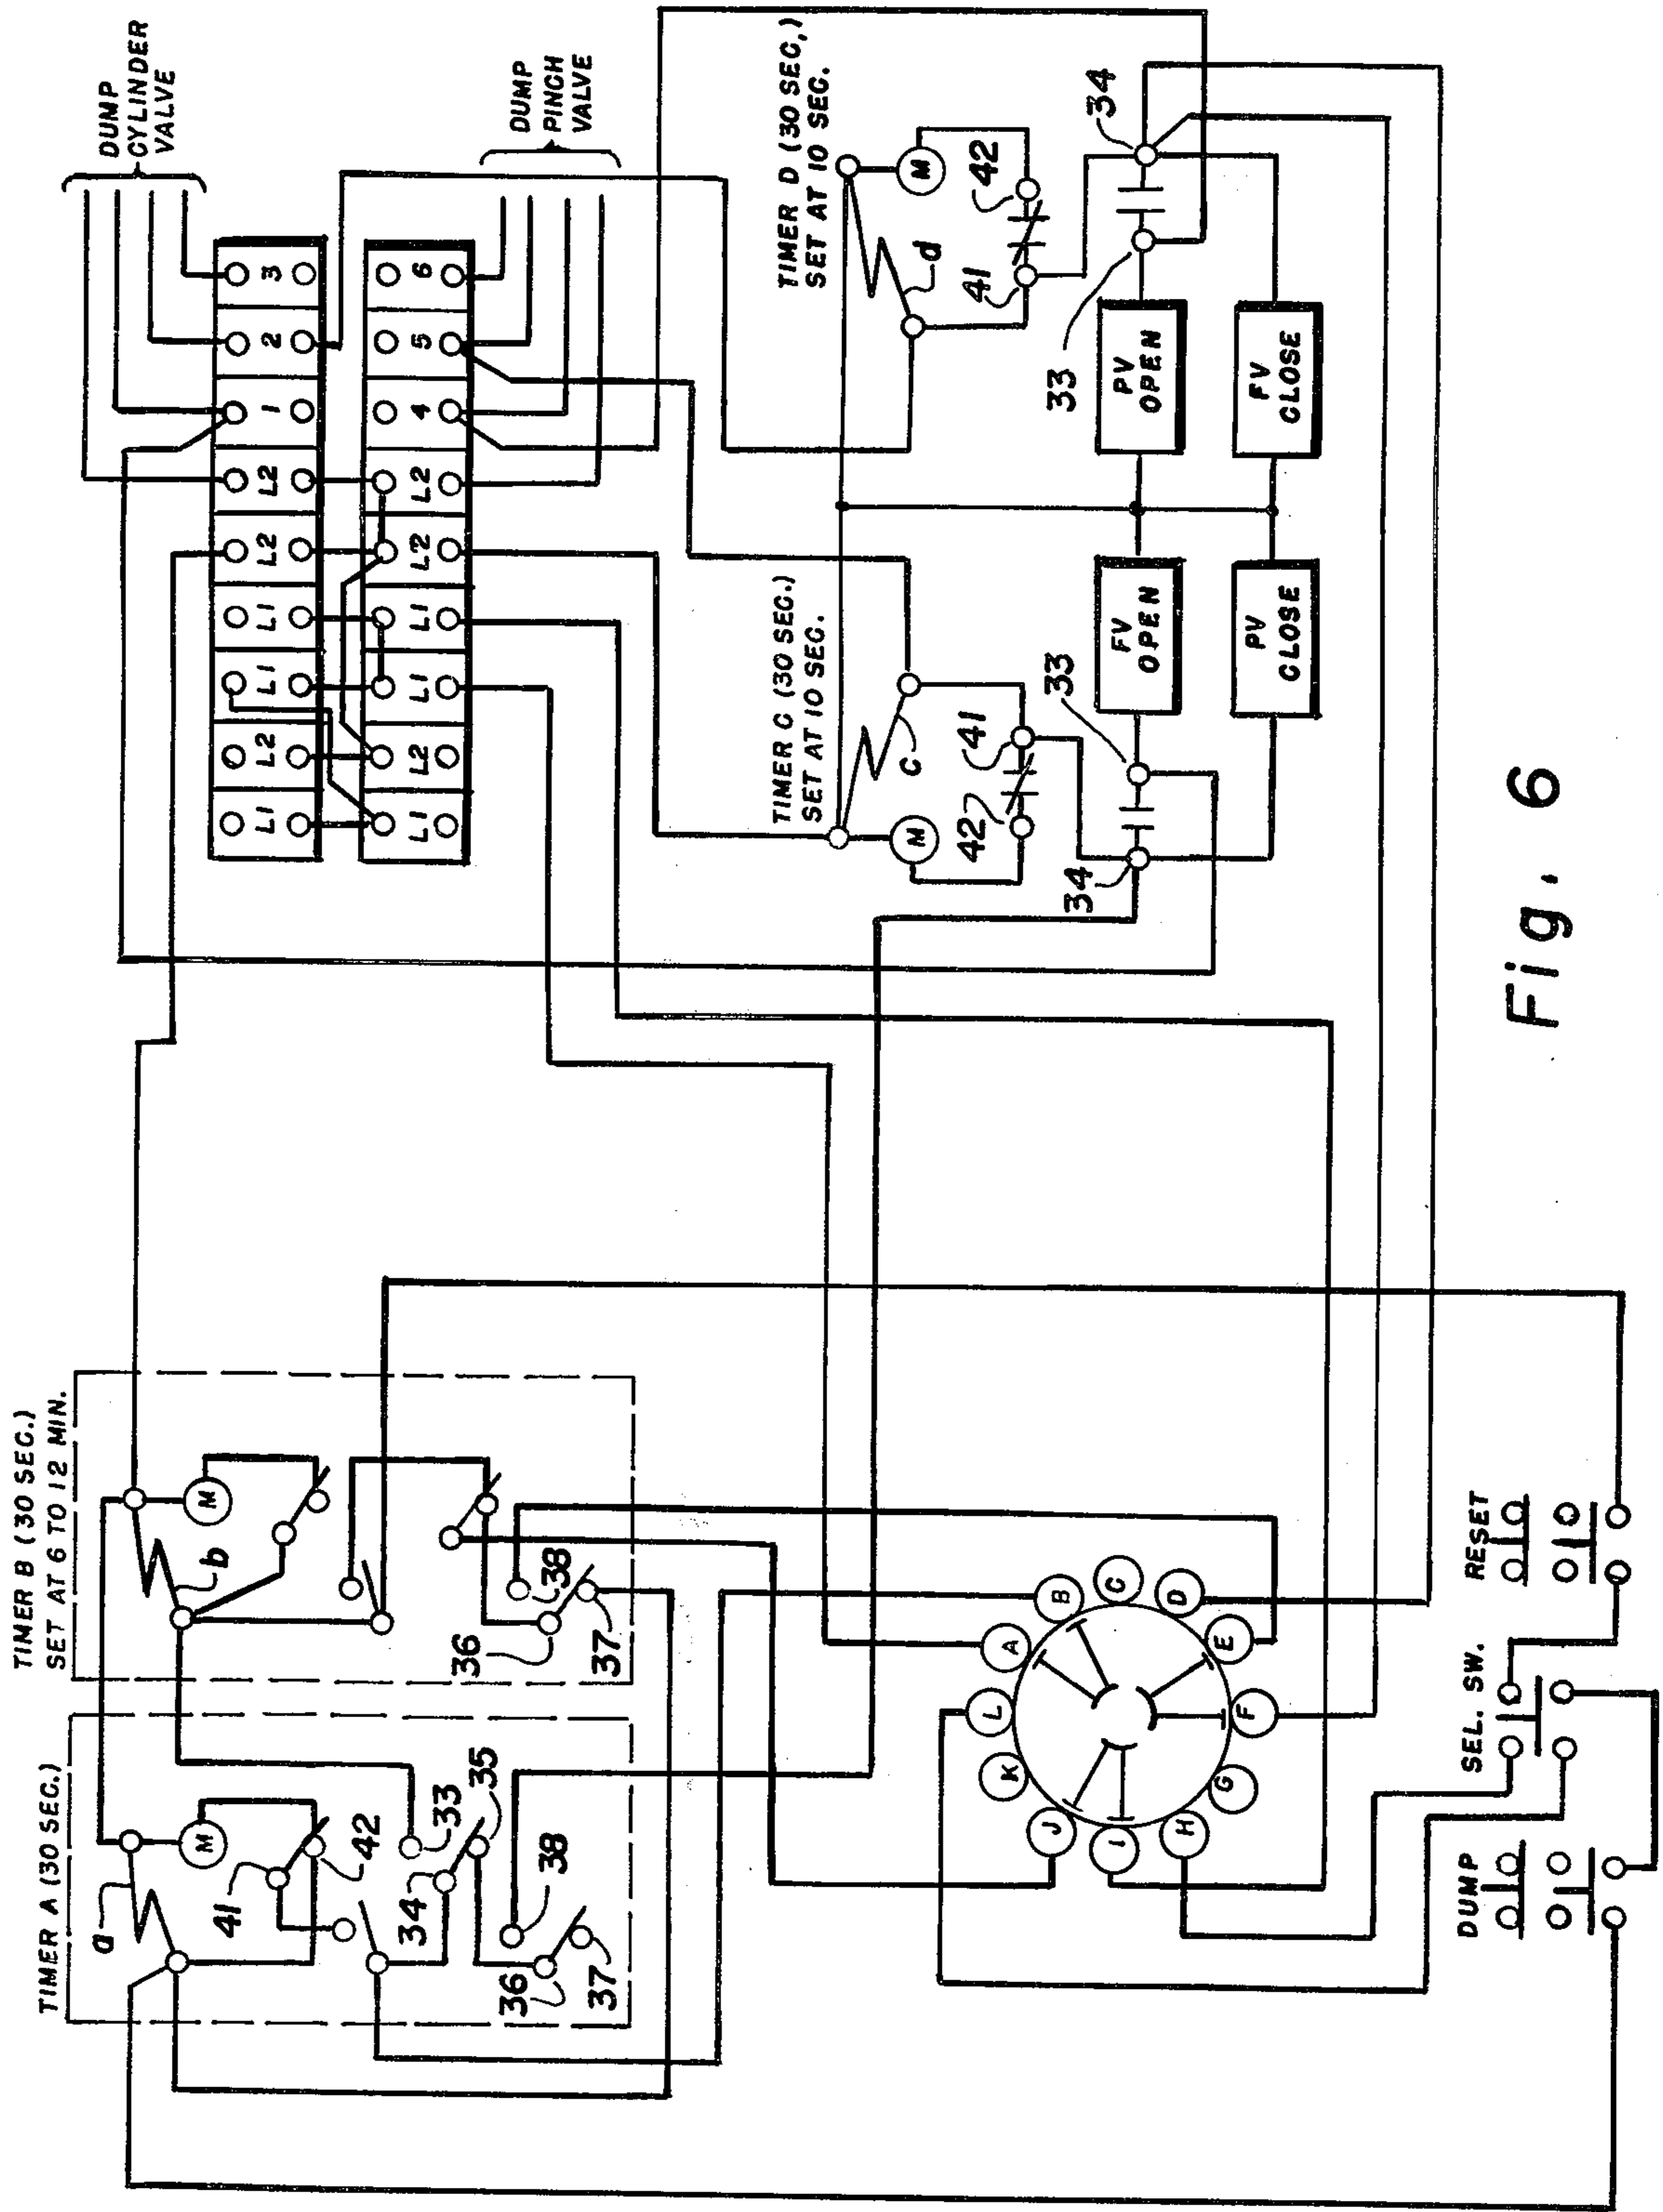 TIMER A (30 SEC.)
a
M
41
42
33
34
35
38
36
37
TIMER B (30 SEC.)
SET AT 6 TO 12 MIN.
b
M
36
38
37
DUMP
CYLINDER
VALVE
L1 L2 L1 L1 L2 L2 1 2 3
L1 L2 L1 L1 L2 L2 4 5 6
DUMP
PINCH
VALVE
TIMER C (30 SEC.)
SET AT 10 SEC.
c
M
42
41
34
33
TIMER D (30 SEC,)
SET AT 10 SEC.
d
M
41
42
33
34
FV
OPEN
PV
OPEN
PV
CLOSE
FV
CLOSE
A
B
C
D
E
F
G
H
I
J
K
L
DUMP
SEL. SW.
RESET
Fig. 6